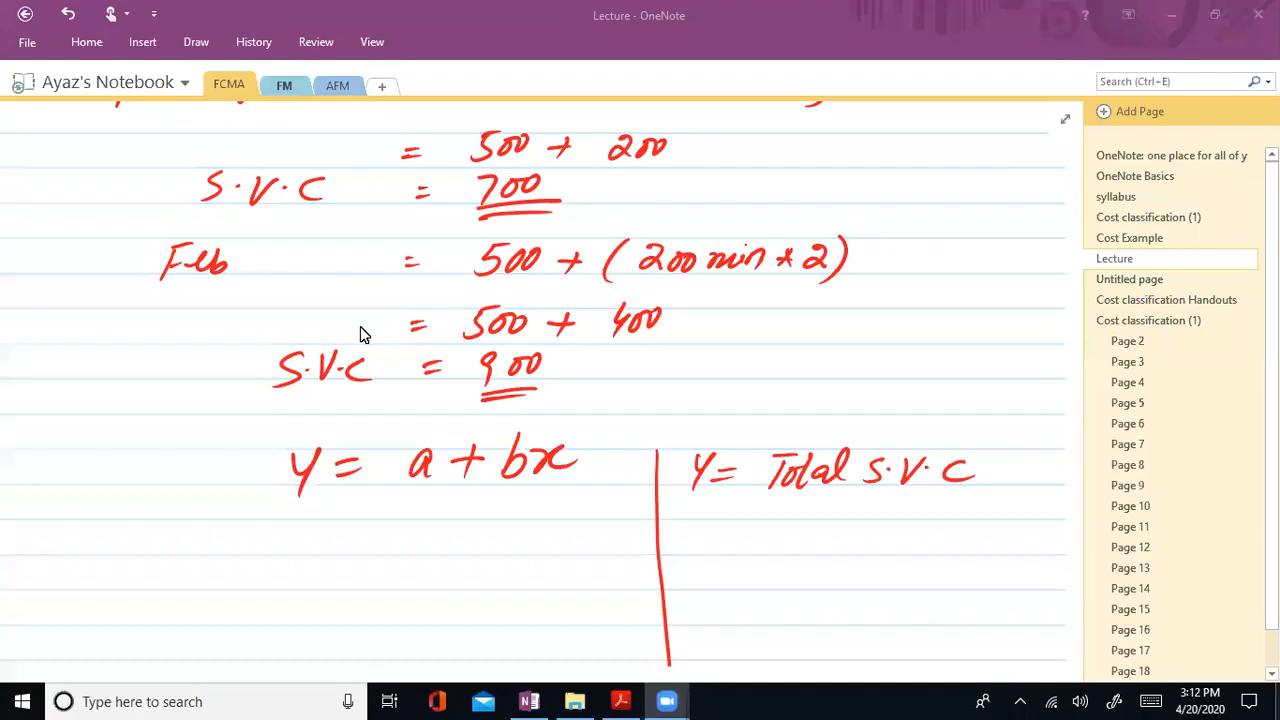 Lecture - OneNote
File Home Insert Draw History Review View
Ayaz's Notebook FCMA FM AFM
Search (Ctrl+E)
= 500 + 200
S.V.C = 700
Feb = 500 + (200 min * 2)
= 500 + 400
S.V.C = 900
y = a + bx
Y = Total S.V.C
Add Page
OneNote: one place for all of y
OneNote Basics
syllabus
Cost classification (1)
Cost Example
Lecture
Untitled page
Cost classification Handouts
Cost classification (1)
Page 2
Page 3
Page 4
Page 5
Page 6
Page 7
Page 8
Page 9
Page 10
Page 11
Page 12
Page 13
Page 14
Page 15
Page 16
Page 17
Page 18
Type here to search
3:12 PM
4/20/2020